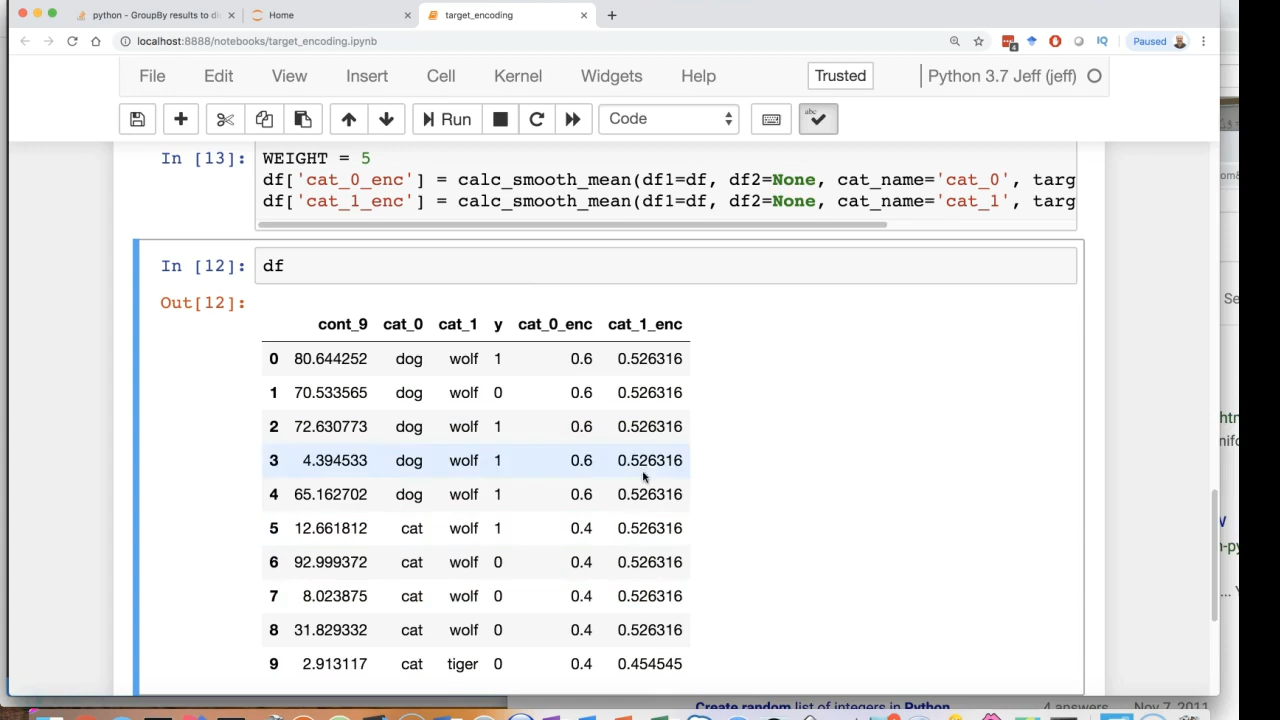 python - GroupBy results to di
Home
target_encoding
localhost:8888/notebooks/target_encoding.ipynb
4
IQ
Paused
File Edit View Insert Cell Kernel Widgets Help
Trusted
Python 3.7 Jeff (jeff)
Run
Code
abc
In [13]: WEIGHT = 5
df['cat_0_enc'] = calc_smooth_mean(df1=df, df2=None, cat_name='cat_0', targ
df['cat_1_enc'] = calc_smooth_mean(df1=df, df2=None, cat_name='cat_1', targ
In [12]: df
Out[12]:
cont_9 cat_0 cat_1 y cat_0_enc cat_1_enc
0 80.644252 dog wolf 1 0.6 0.526316
1 70.533565 dog wolf 0 0.6 0.526316
2 72.630773 dog wolf 1 0.6 0.526316
3 4.394533 dog wolf 1 0.6 0.526316
4 65.162702 dog wolf 1 0.6 0.526316
5 12.661812 cat wolf 1 0.4 0.526316
6 92.999372 cat wolf 0 0.4 0.526316
7 8.023875 cat wolf 0 0.4 0.526316
8 31.829332 cat wolf 0 0.4 0.526316
9 2.913117 cat tiger 0 0.4 0.454545
Se
Create random list of integers in Python
4 answers
Nov 7, 2011